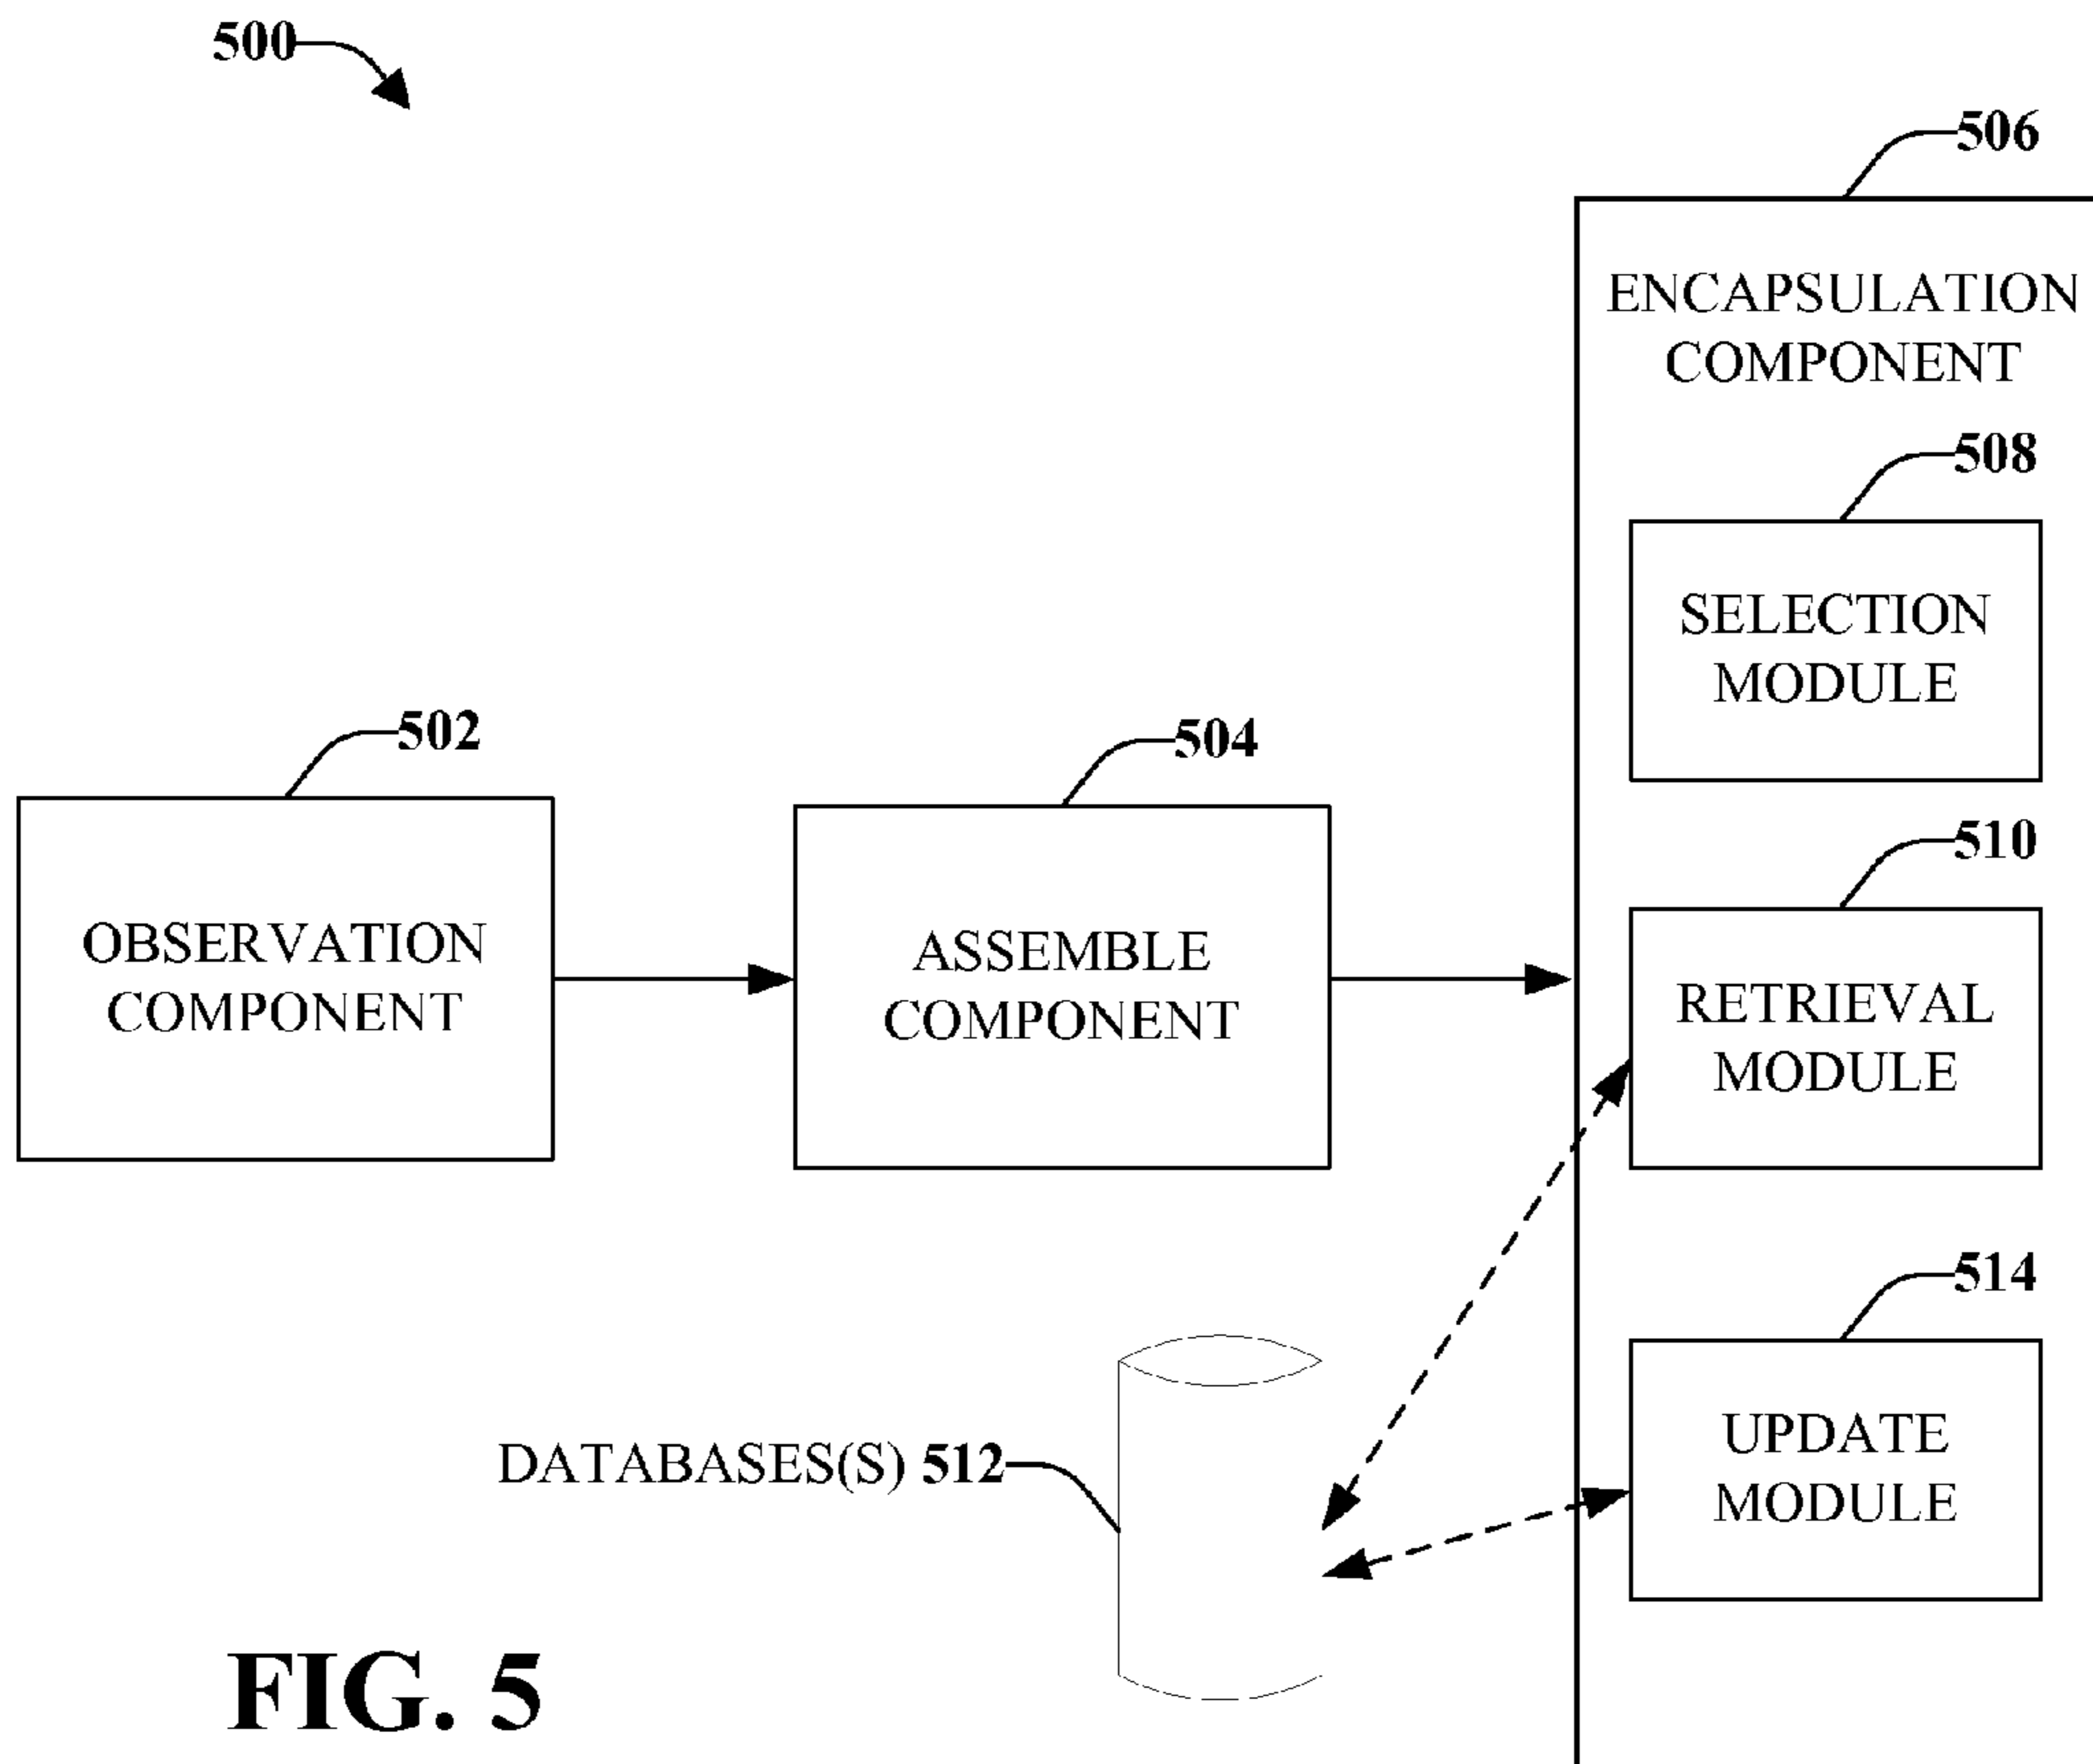 500
506
ENCAPSULATION
COMPONENT
508
SELECTION
MODULE
502
504
510
OBSERVATION
COMPONENT
ASSEMBLE
COMPONENT
RETRIEVAL
MODULE
514
DATABASES(S) 512
UPDATE
MODULE
FIG. 5